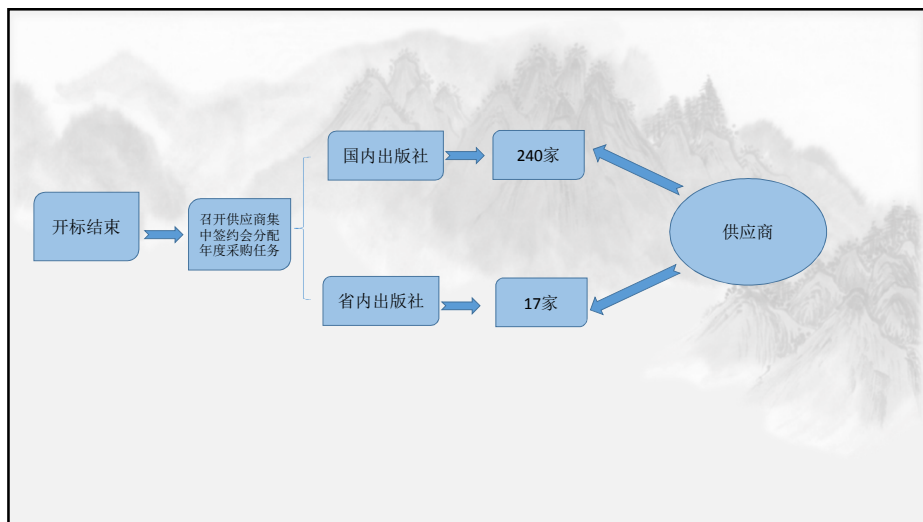 国内出版社
240家
开标结束
召开供应商集
中签约会分配
年度采购任务
供应商
省内出版社
17家